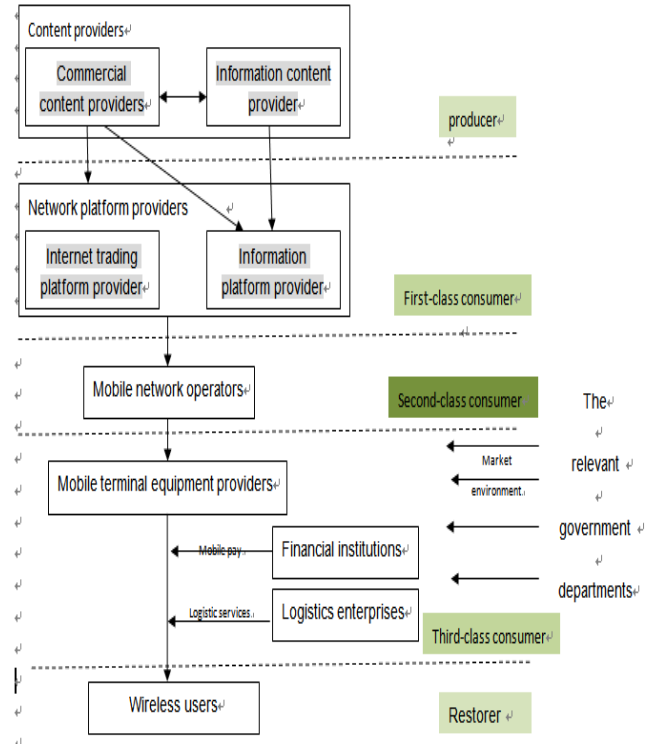 Content providers
Commercial
content providers
Information content
provider
producer
Network platform providers
Internet trading
platform provider
Information
platform provider
First-class consumer
Mobile network operators
Second-class consumer
The
relevant
government
departments
Market
environment.
Mobile terminal equipment providers
Mobile pay.
Financial institutions
Logistic services.
Logistics enterprises
Third-class consumer
Wireless users
Restorer